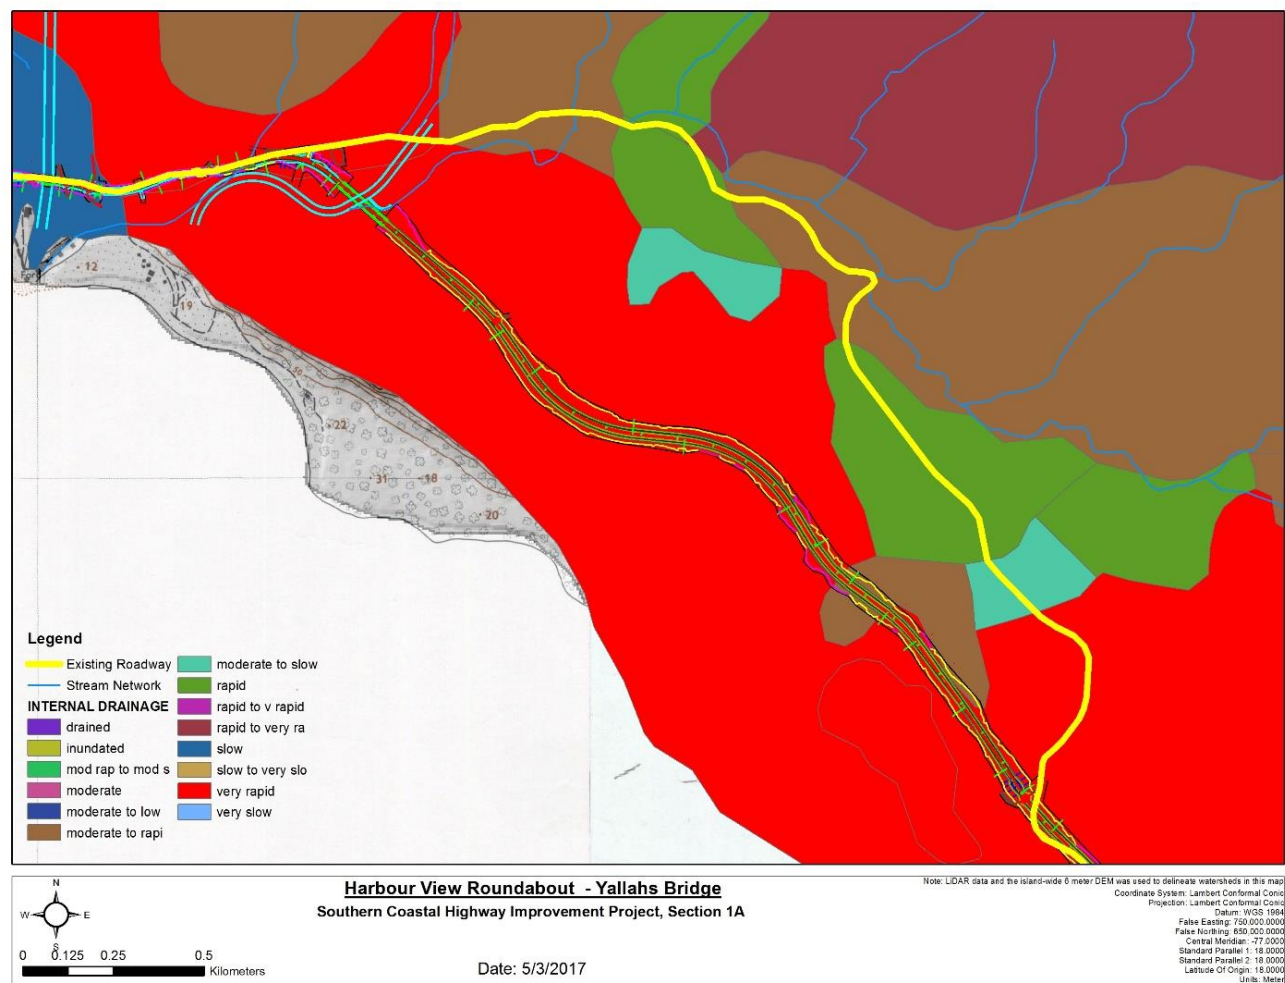 12
19
50
22
31
18
20
Legend
Existing Roadway
Stream Network
INTERNAL DRAINAGE
drained
inundated
mod rap to mod s
moderate
moderate to low
moderate to rapi
moderate to slow
rapid
rapid to v rapid
rapid to very ra
slow
slow to very slo
very rapid
very slow
N
W E
S
0 0.125 0.25 0.5
Kilometers
Harbour View Roundabout - Yallahs Bridge
Southern Coastal Highway Improvement Project, Section 1A
Date: 5/3/2017
Note: LiDAR data and the island-wide 6 meter DEM was used to delineate watersheds in this map
Coordinate System: Lambert Conformal Conic
Projection: Lambert Conformal Conic
Datum: WGS 1984
False Easting: 750,000.0000
False Northing: 650,000.0000
Central Meridian: -77.0000
Standard Parallel 1: 18.0000
Standard Parallel 2: 18.0000
Latitude Of Origin: 18.0000
Units: Meter